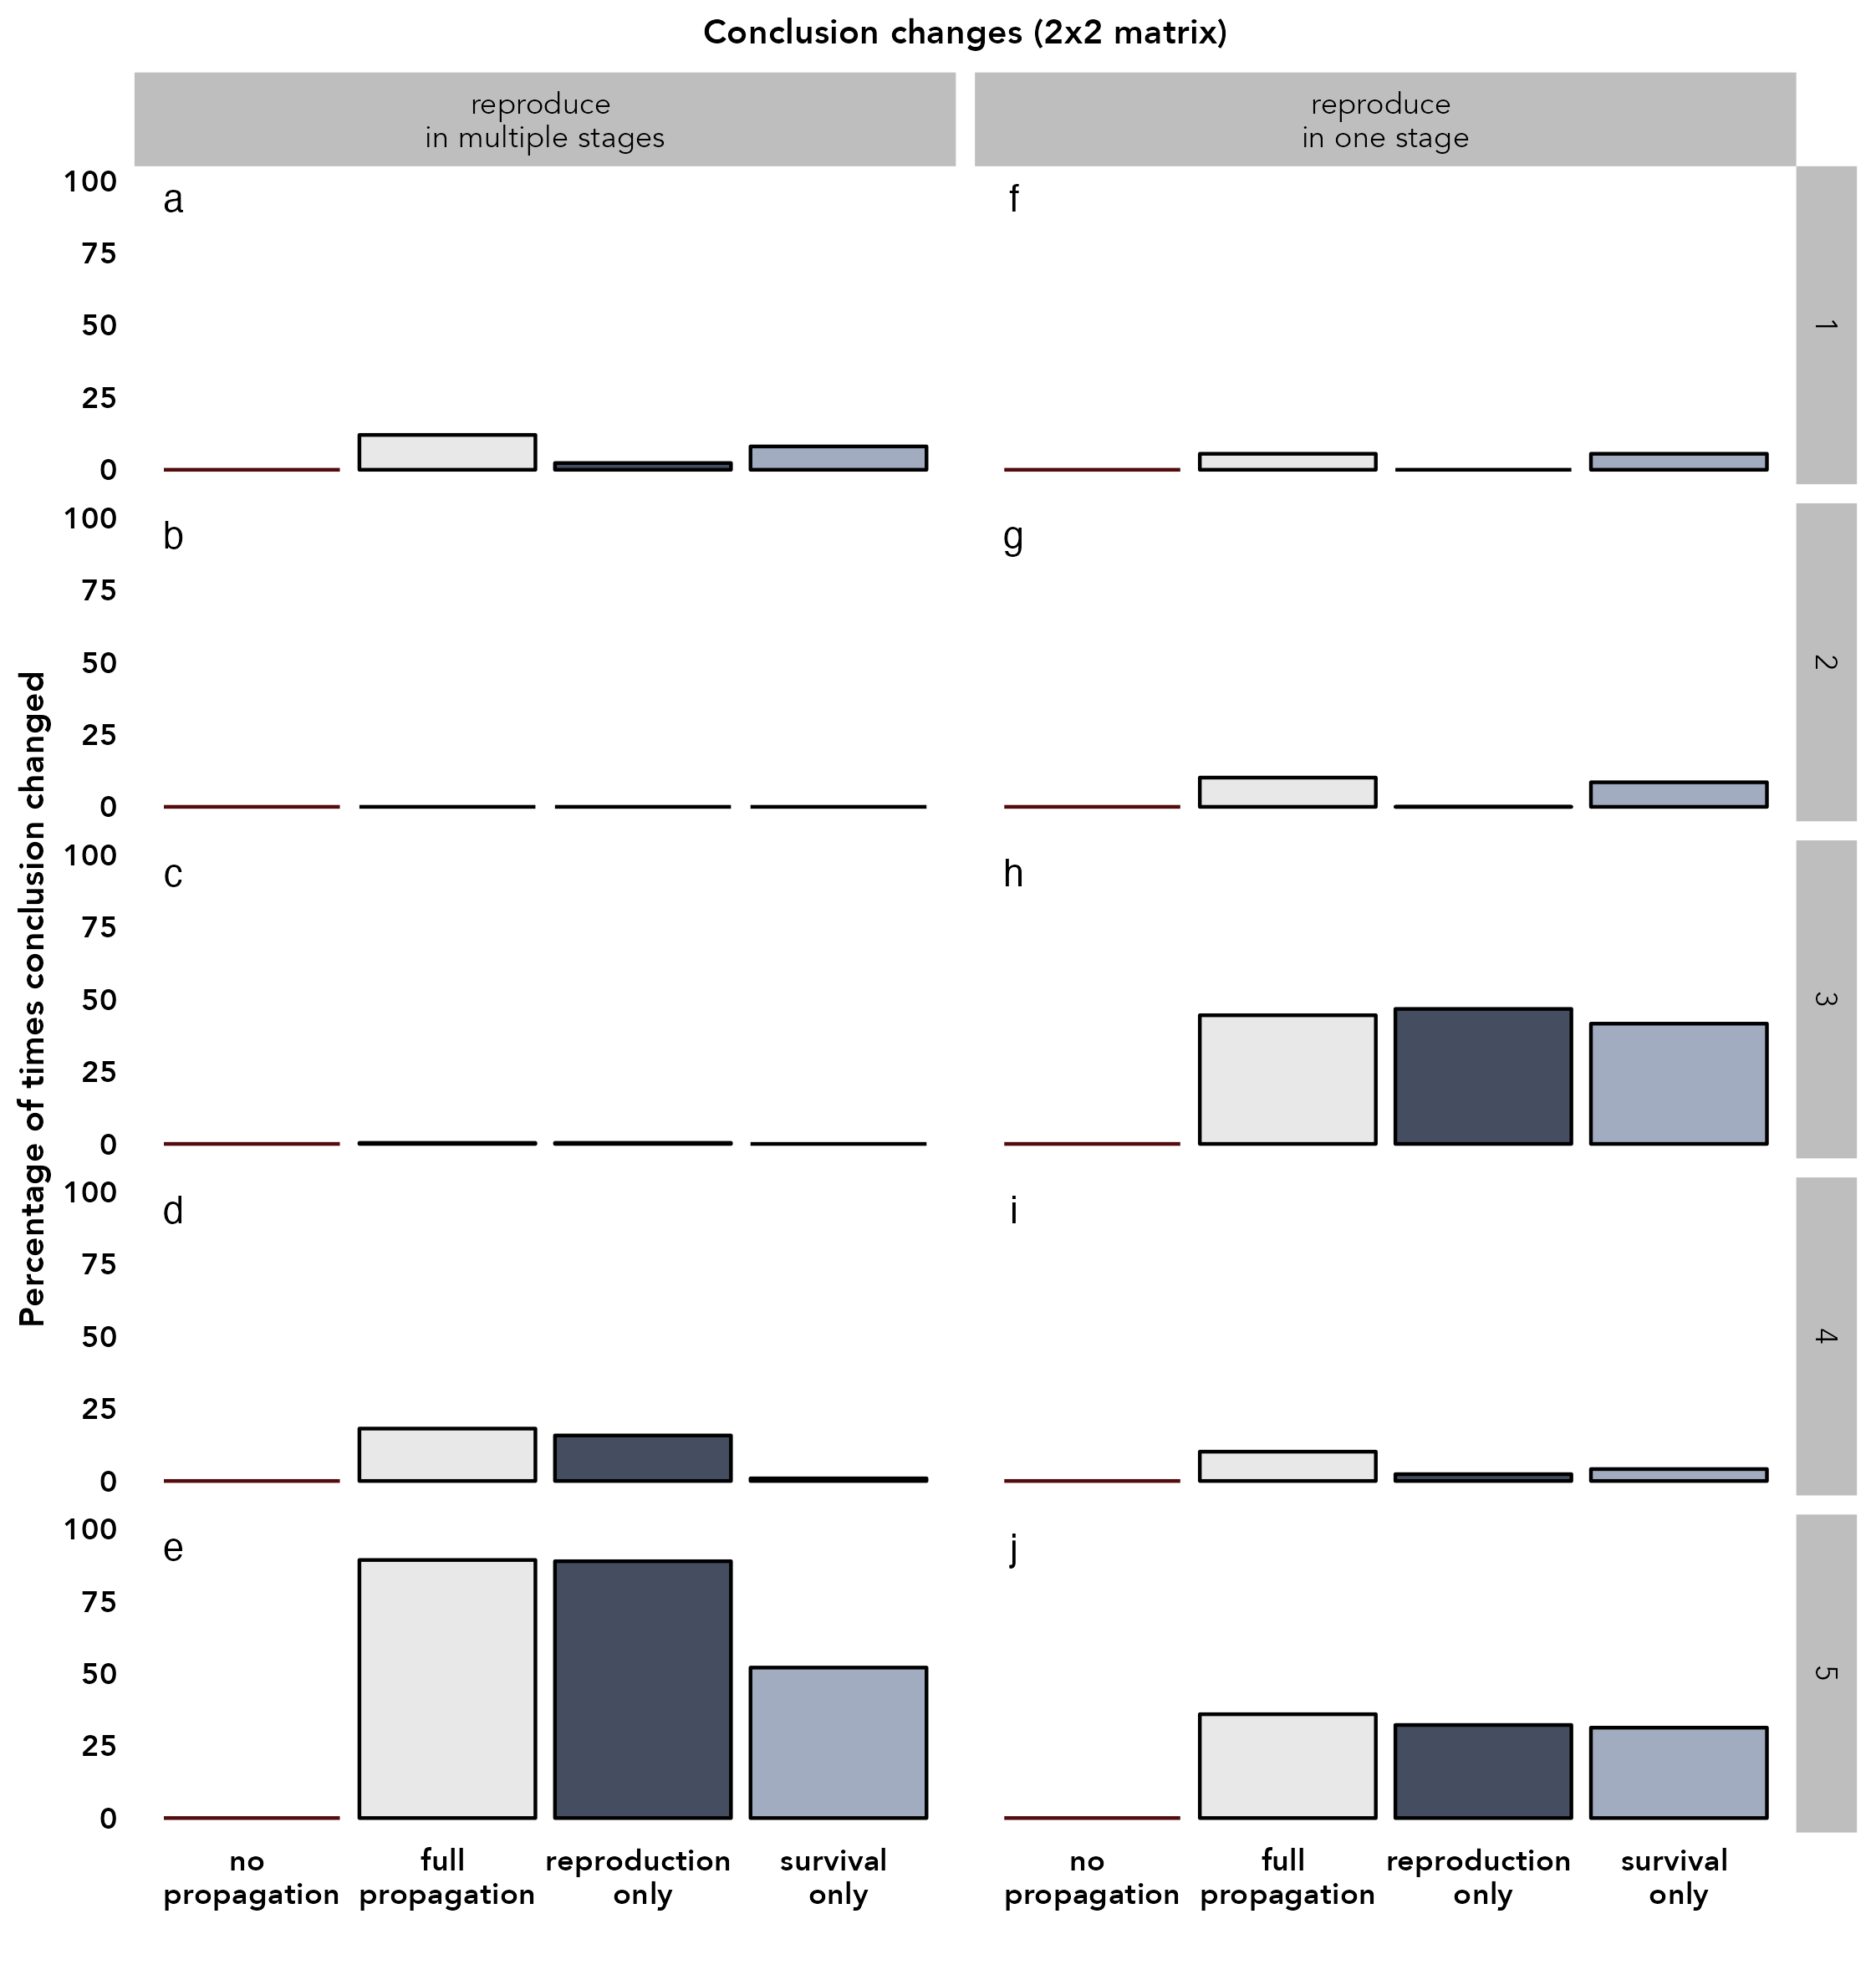 Conclusion changes (2x2 matrix)
reproduce
in multiple stages
reproduce
in one stage
Percentage of times conclusion changed
100
75
50
25
0
a
f
1
100
75
50
25
0
b
g
2
100
75
50
25
0
c
h
3
100
75
50
25
0
d
i
4
100
75
50
25
0
e
j
5
no
propagation
full
propagation
reproduction
only
survival
only
no
propagation
full
propagation
reproduction
only
survival
only